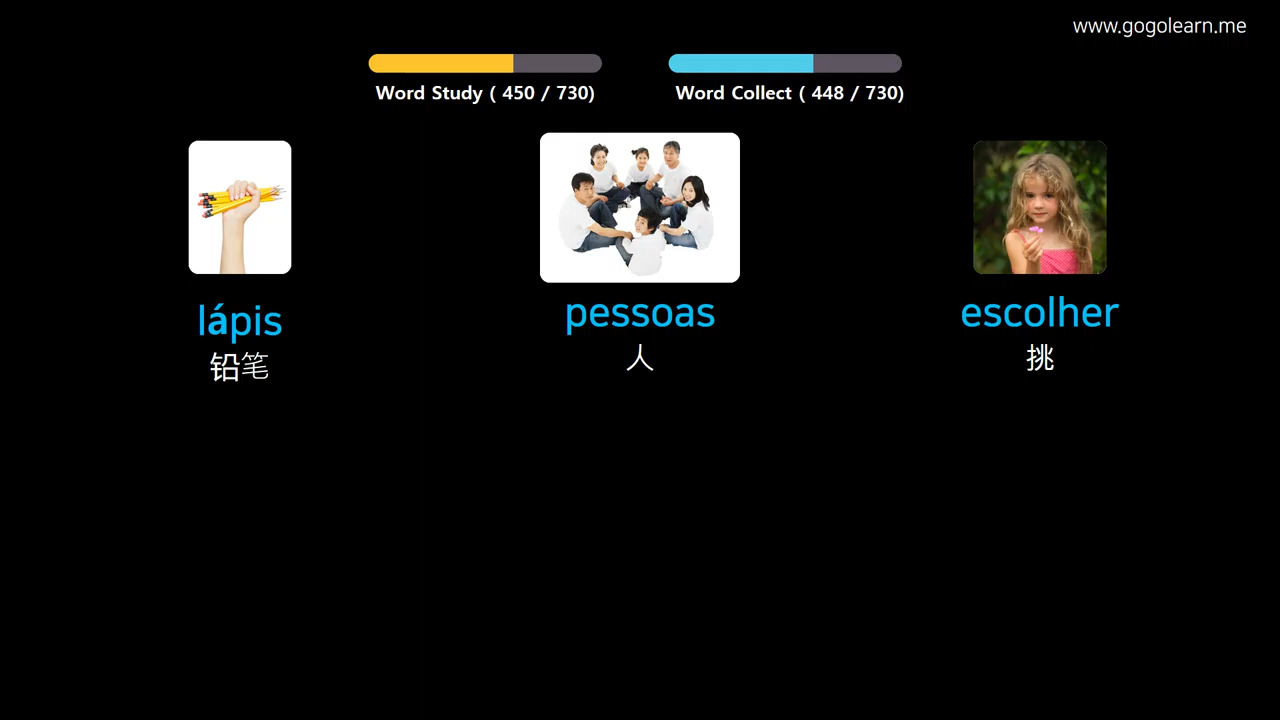 www.gogolearn.me
Word Study ( 450 / 730)
Word Collect ( 448 / 730)
lápis
pessoas
escolher
铅笔
人
挑